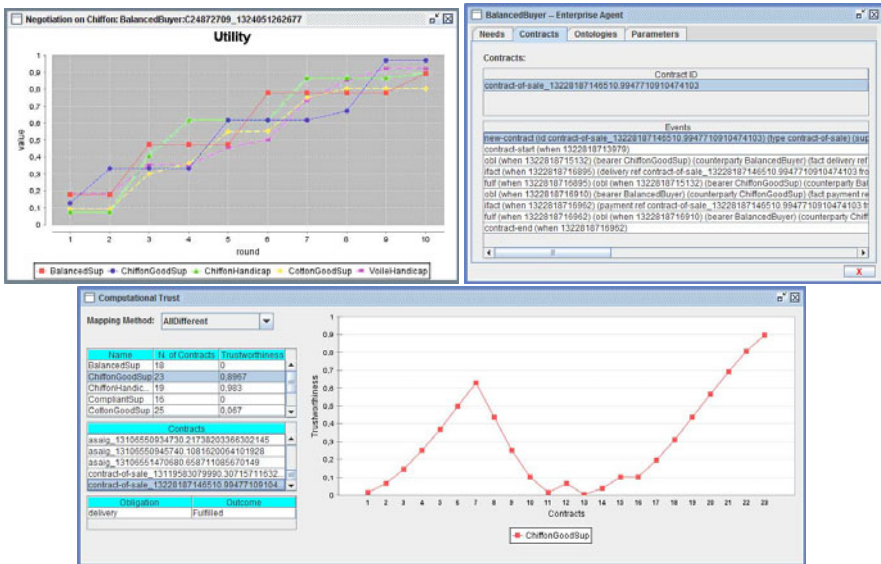 Negotiation on Chiffon: BalancedBuyer:C24872709_1324051262677
Utility
value
1
0,9
0,8
0,7
0,6
0,5
0,4
0,3
0,2
0,1
0
1 2 3 4 5 6 7 8 9 10
round
BalancedSup ChiffonGoodSup ChiffonHandicap CottonGoodSup VoileHandicap
BalancedBuyer -- Enterprise Agent
Needs Contracts Ontologies Parameters
Contracts:
Contract ID
contract-of-sale_13228187146510.9947710910474103
Events
new-contract (id contract-of-sale_13228187146510.9947710910474103) (type contract-of-sale) (sup
contract-start (when 1322818713979)
obl (when 1322818715132) (bearer ChiffonGoodSup) (counterparty BalancedBuyer) (fact delivery ref
ifact (when 1322818716895) (delivery ref contract-of-sale_13228187146510.9947710910474103 fro
fulf (when 1322818716895) (obl (when 1322818715132) (bearer ChiffonGoodSup) (counterparty Bal
obl (when 1322818716910) (bearer BalancedBuyer) (counterparty ChiffonGoodSup) (fact payment re
ifact (when 1322818716962) (payment ref contract-of-sale_13228187146510.9947710910474103 fro
fulf (when 1322818716962) (obl (when 1322818716910) (bearer BalancedBuyer) (counterparty Chiff
contract-end (when 1322818716962)
X
Computational Trust
Mapping Method: AllDifferent
Name N. of Contracts Trustworthiness
BalancedSup 18 0
ChiffonGoodSup 23 0,8967
ChiffonHandic... 19 0,983
CompliantSup 16 0
CottonGoodSup 25 0,067
Contracts
asaig_13106550934730.21738203366302145
asaig_13106550945740.1081620064101928
asaig_13106551470680.658711085670149
contract-of-sale_13119583079990.30715711632...
contract-of-sale_13228187146510.99477109104...
Obligation Outcome
delivery Fulfilled
Trustworthiness
1
0,9
0,8
0,7
0,6
0,5
0,4
0,3
0,2
0,1
0
1 2 3 4 5 6 7 8 9 10 11 12 13 14 15 16 17 18 19 20 21 22 23
Contracts
ChiffonGoodSup